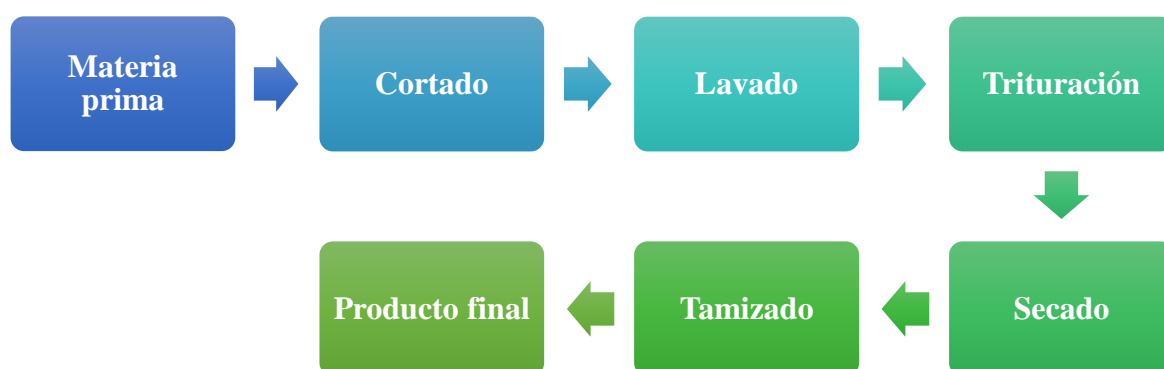 Materia
prima
Cortado
Lavado
Trituración
Secado
Tamizado
Producto final